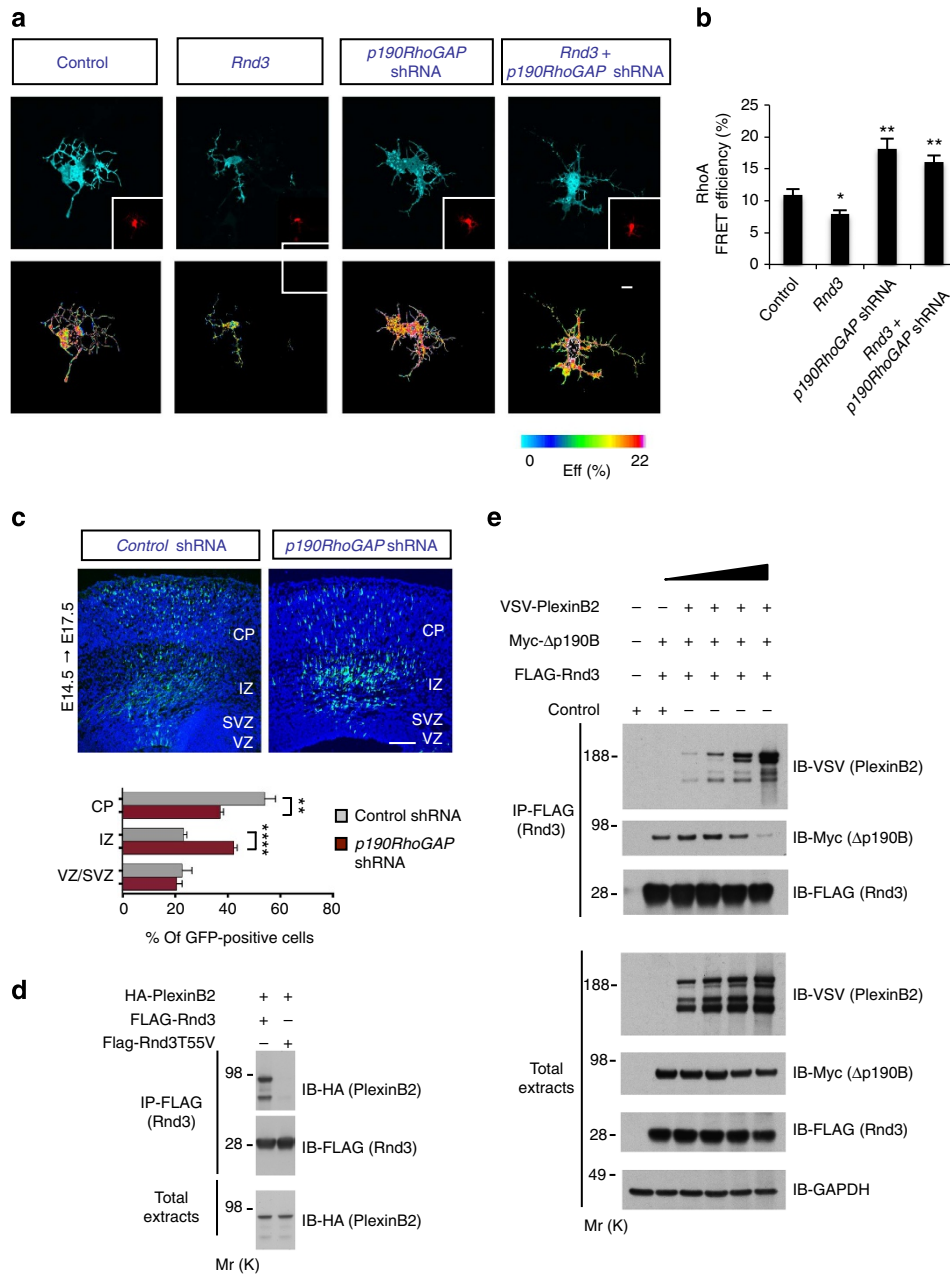 a
Control
Rnd3
p190RhoGAP
shRNA
Rnd3 +
p190RhoGAP shRNA
0
22
Eff (%)
b
25
20
15
10
5
0
RhoA
FRET efficiency (%)
*
**
**
Control
Rnd3
p190RhoGAP shRNA
Rnd3 +
p190RhoGAP shRNA
c
Control shRNA
p190RhoGAP shRNA
E14.5 → E17.5
CP
IZ
SVZ
VZ
CP
IZ
SVZ
VZ
CP
IZ
VZ/SVZ
**
****
Control shRNA
p190RhoGAP
shRNA
0 20 40 60 80
% Of GFP-positive cells
d
HA-PlexinB2 + +
FLAG-Rnd3 + –
Flag-Rnd3T55V – +
IP-FLAG
(Rnd3)
98 –
IB-HA (PlexinB2)
28 –
IB-FLAG (Rnd3)
Total
extracts
98 –
IB-HA (PlexinB2)
Mr (K)
e
VSV-PlexinB2 – – + + + +
Myc-Δp190B – + + + + +
FLAG-Rnd3 – + + + + +
Control + + – – – –
IP-FLAG
(Rnd3)
188–
IB-VSV (PlexinB2)
98–
IB-Myc (Δp190B)
28–
IB-FLAG (Rnd3)
Total
extracts
188–
IB-VSV (PlexinB2)
98–
IB-Myc (Δp190B)
28–
IB-FLAG (Rnd3)
49–
IB-GAPDH
Mr (K)